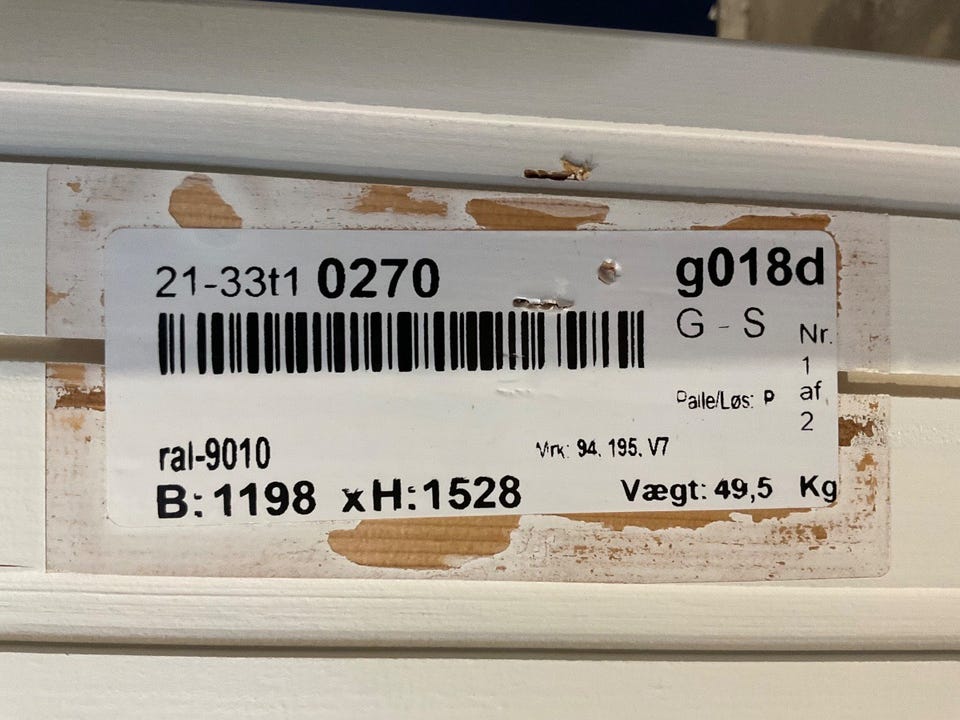 21-33t1 0270
g018d
G - S
Nr.
1
af
2
Palle/Løs: P
ral-9010
Mrk: 94, 195, V7
B:1198 xH:1528
Vægt: 49,5 Kg